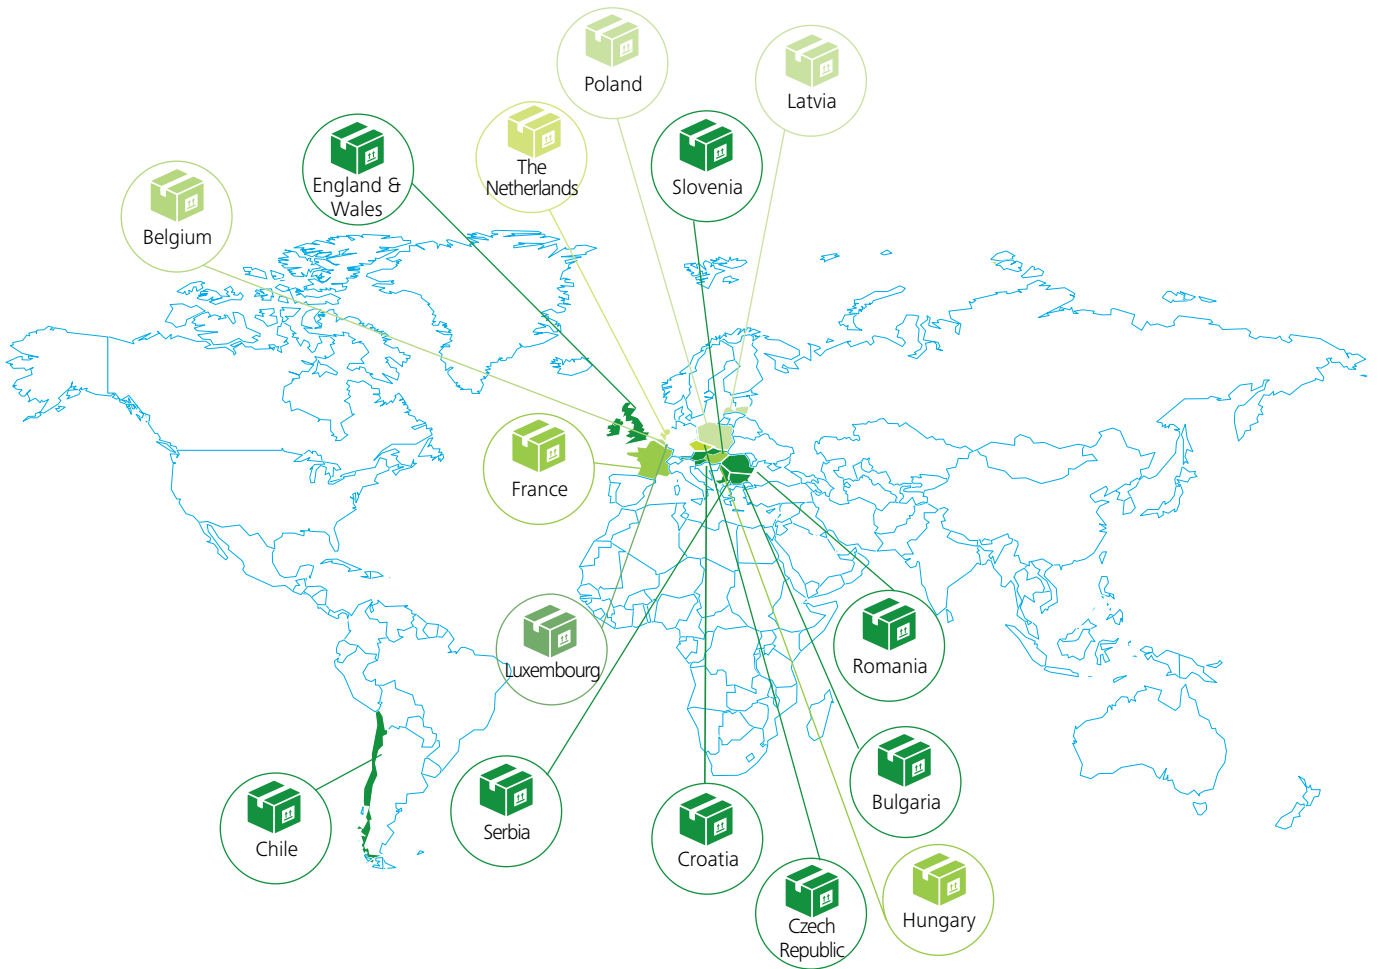 Poland
Latvia
The
Netherlands
England &
Wales
Slovenia
Belgium
France
Luxembourg
Romania
Bulgaria
Serbia
Croatia
Chile
Czech
Republic
Hungary